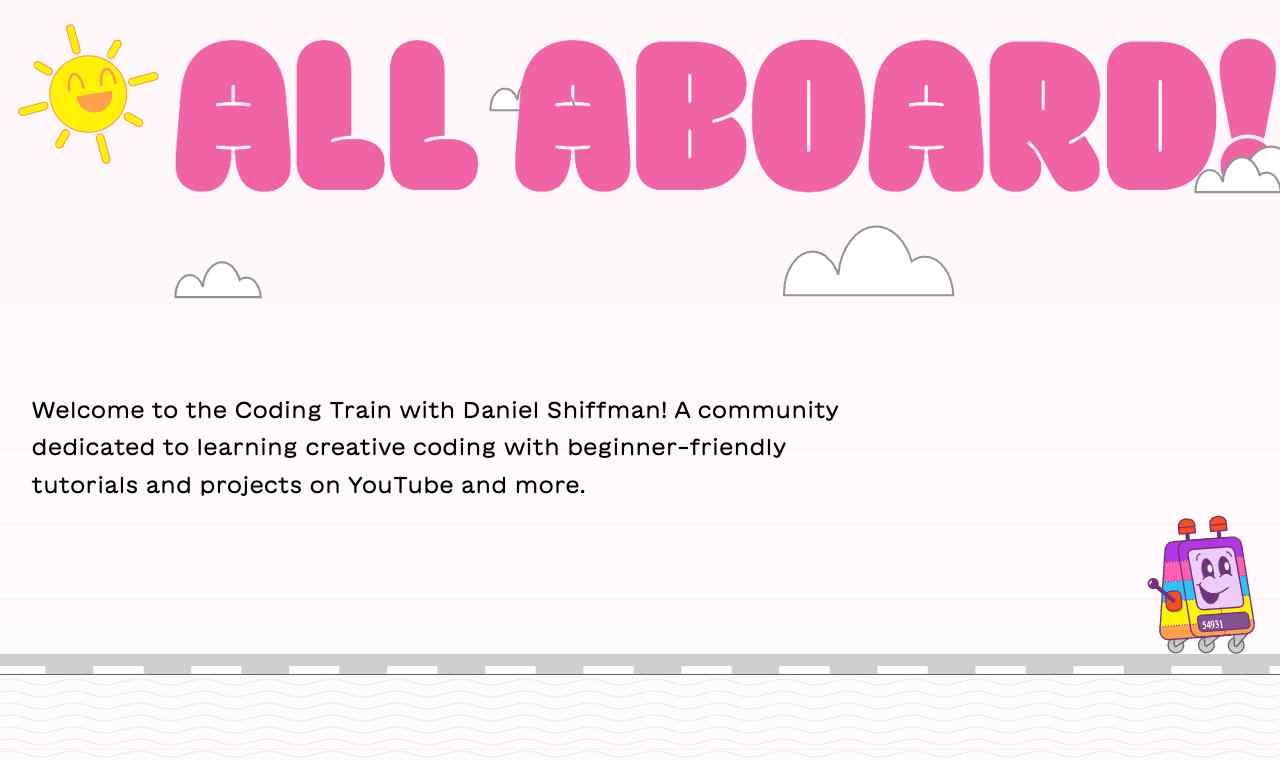 ALL ABOARD!
Welcome to the Coding Train with Daniel Shiffman! A community
dedicated to learning creative coding with beginner-friendly
tutorials and projects on YouTube and more.
54931